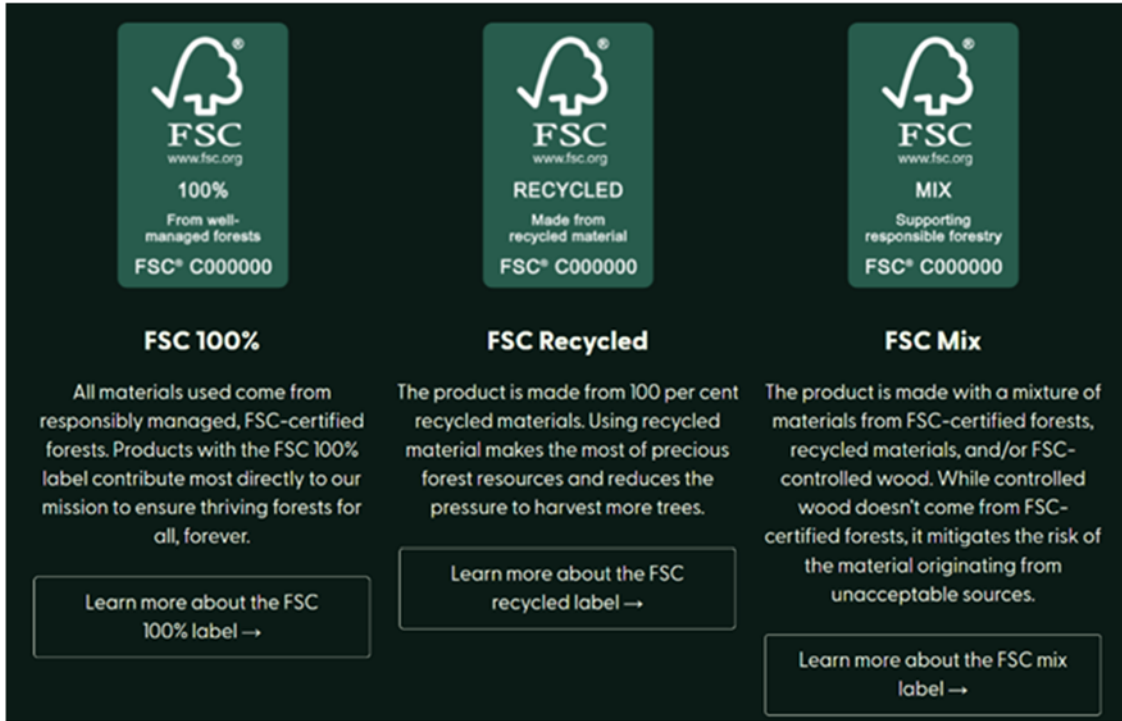 ®
FSC
www.fsc.org
100%
From well-
managed forests
FSC® C000000
FSC 100%
All materials used come from
responsibly managed, FSC-certified
forests. Products with the FSC 100%
label contribute most directly to our
mission to ensure thriving forests for
all, forever.
Learn more about the FSC
100% label →
®
FSC
www.fsc.org
RECYCLED
Made from
recycled material
FSC® C000000
FSC Recycled
The product is made from 100 per cent
recycled materials. Using recycled
material makes the most of precious
forest resources and reduces the
pressure to harvest more trees.
Learn more about the FSC
recycled label →
®
FSC
www.fsc.org
MIX
Supporting
responsible forestry
FSC® C000000
FSC Mix
The product is made with a mixture of
materials from FSC-certified forests,
recycled materials, and/or FSC-
controlled wood. While controlled
wood doesn't come from FSC-
certified forests, it mitigates the risk of
the material originating from
unacceptable sources.
Learn more about the FSC mix
label →